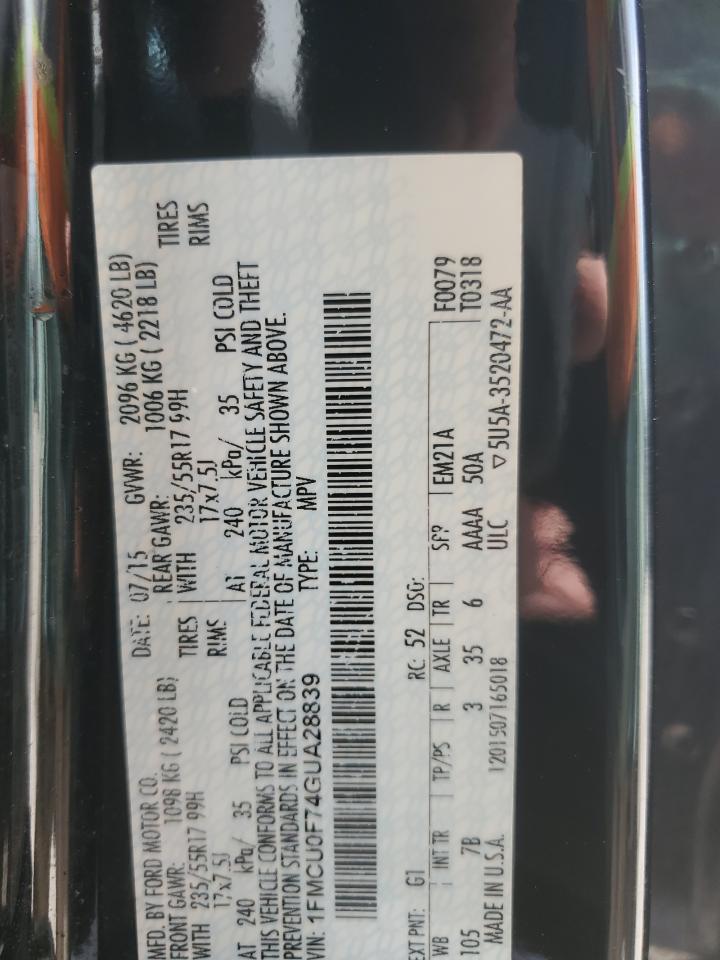 MFD. BY FORD MOTOR CO. DATE: 07/15 GVWR: 2096 KG ( 4620 LB)
FRONT GAWR: 1098 KG ( 2420 LB) REAR GAWR: 1006 KG ( 2218 LB)
WITH 235/55R17 99H TIRES WITH 235/55R17 99H TIRES
17x7.5J RIMS 17x7.5J RIMS
AT 240 kPa/ 35 PSI COLD AT 240 kPa/ 35 PSI COLD
THIS VEHICLE CONFORMS TO ALL APPLICABLE FEDERAL MOTOR VEHICLE SAFETY AND THEFT
PREVENTION STANDARDS IN EFFECT ON THE DATE OF MANUFACTURE SHOWN ABOVE.
VIN: 1FMCU0F74GUA28839 TYPE: MPV
EXT PNT: G1 RC: 52 DSO: F0079
WB INT TR TP/PS R AXLE TR SPR EM21A T0318
105 7B 3 35 6 AAAA 50A
MADE IN U.S.A. 1201507165018 ULC ▽ 5U5A-3520472-AA